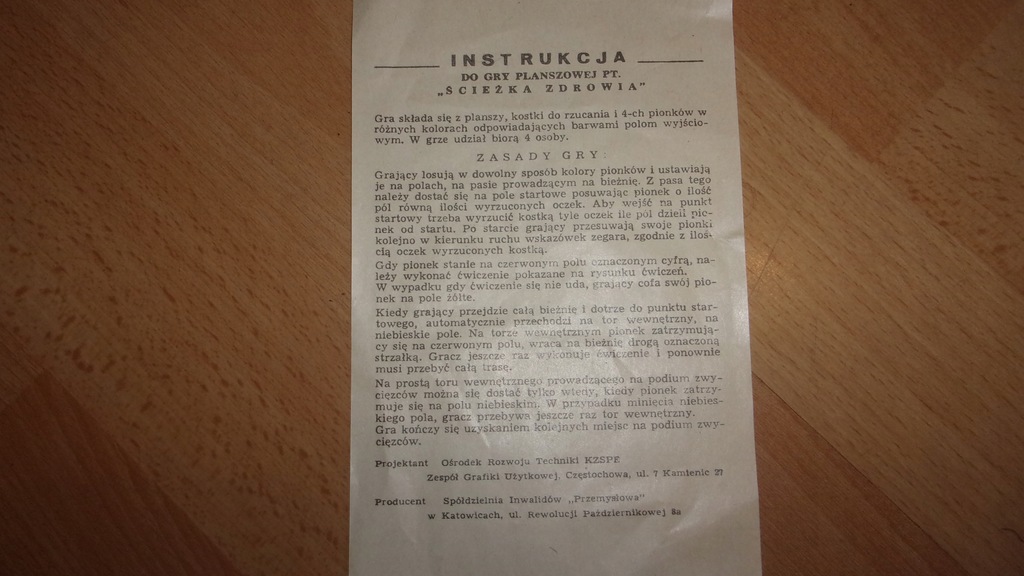 INSTRUKCJA
DO GRY PLANSZOWEJ PT.
„ŚCIEŻKA ZDROWIA"
Gra składa się z planszy, kostki do rzucania i 4-ch pionków w
różnych kolorach odpowiadających barwami polom wyjścio-
wym. W grze udział biorą 4 osoby.
ZASADY GRY:
Grający losują w dowolny sposób kolory pionków i ustawiają
je na polach, na pasie prowadzącym na bieżnię. Z pasa tego
należy dostać się na pole startowe posuwając pionek o ilość
pól równą ilości wyrzuconych oczek. Aby wejść na punkt
startowy trzeba wyrzucić kostką tyle oczek ile pól dzieli pio-
nek od startu. Po starcie grający przesuwają swoje pionki
kolejno w kierunku ruchu wskazówek zegara, zgodnie z iloś-
cią oczek wyrzuconych kostką.
Gdy pionek stanie na czerwonym polu oznaczonym cyfrą, na-
leży wykonać ćwiczenie pokazane na rysunku ćwiczeń.
W wypadku gdy ćwiczenie się nie uda, grający cofa swój pio-
nek na pole żółte.
Kiedy grający przejdzie całą bieżnię i dotrze do punktu star-
towego, automatycznie przechodzi na tor wewnętrzny, na
niebieskie pole. Na torze wewnętrznym pionek zatrzymują-
cy się na czerwonym polu, wraca na bieżnię drogą oznaczoną
strzałką. Gracz jeszcze raz wykonuje ćwiczenie i ponownie
musi przebyć całą trasę.
Na prostą toru wewnętrznego prowadzącego na podium zwy-
cięzców można się dostać tylko wtedy, kiedy pionek zatrzy-
muje się na polu niebieskim. W przypadku minięcia niebies-
kiego pola, gracz przebywa jeszcze raz tor wewnętrzny.
Gra kończy się uzyskaniem kolejnych miejsc na podium zwy-
cięzców.
Projektant Ośrodek Rozwoju Techniki KZSPE
Zespół Grafiki Użytkowej, Częstochowa, ul. 7 Kamienic 27
Producent Spółdzielnia Inwalidów „Przemysłowa"
w Katowicach, ul. Rewolucji Październikowej 8a